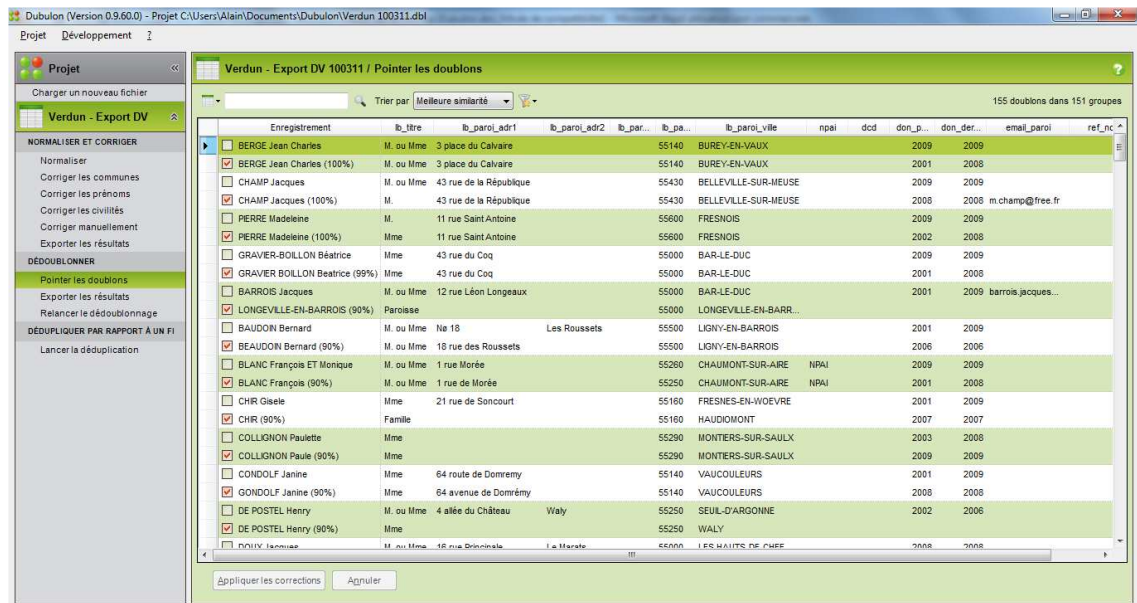 Dubulon (Version 0.9.60.0) - Projet C:\Users\Alain\Documents\Dubulon\Verdun 100311.dbl
Projet Développement ?
Projet «
Charger un nouveau fichier
Verdun - Export DV
NORMALISER ET CORRIGER
Normaliser
Corriger les communes
Corriger les prénoms
Corriger les civilités
Corriger manuellement
Exporter les résultats
DÉDOUBLONNER
Pointer les doublons
Exporter les résultats
Relancer le dédoublonnage
DÉDUPLIQUER PAR RAPPORT À UN FI
Lancer la déduplication
Verdun - Export DV 100311 / Pointer les doublons ?
Trier par Meilleure similarité 155 doublons dans 151 groupes
Enregistrement lb_titre lb_paroi_adr1 lb_paroi_adr2 lb_par... lb_pa... lb_paroi_ville npai dcd don_p... don_der... email_paroi ref_nc
BERGE Jean Charles M. ou Mme 3 place du Calvaire 55140 BUREY-EN-VAUX 2009 2009
BERGE Jean Charles (100%) M. ou Mme 3 place du Calvaire 55140 BUREY-EN-VAUX 2001 2008
CHAMP Jacques M. ou Mme 43 rue de la République 55430 BELLEVILLE-SUR-MEUSE 2009 2009
CHAMP Jacques (100%) M. 43 rue de la République 55430 BELLEVILLE-SUR-MEUSE 2008 2008 m.champ@free.fr
PIERRE Madeleine M. 11 rue Saint Antoine 55600 FRESNOIS 2009 2009
PIERRE Madeleine (100%) Mme 11 rue Saint Antoine 55600 FRESNOIS 2002 2008
GRAVIER-BOILLON Béatrice Mme 43 rue du Coq 55000 BAR-LE-DUC 2009 2009
GRAVIER BOILLON Beatrice (99%) Mme 43 rue du Coq 55000 BAR-LE-DUC 2001 2008
BARROIS Jacques M. ou Mme 12 rue Léon Longeaux 55000 BAR-LE-DUC 2001 2009 barrois.jacques...
LONGEVILLE-EN-BARROIS (90%) Paroisse 55000 LONGEVILLE-EN-BARR...
BAUDOIN Bernard M. ou Mme Nø 18 Les Roussets 55500 LIGNY-EN-BARROIS 2001 2009
BEAUDOIN Bernard (90%) M. ou Mme 18 rue des Roussets 55500 LIGNY-EN-BARROIS 2006 2006
BLANC François ET Monique M. ou Mme 1 rue Morée 55260 CHAUMONT-SUR-AIRE NPAI 2009 2009
BLANC François (90%) M. ou Mme 1 rue de Morée 55250 CHAUMONT-SUR-AIRE NPAI 2001 2008
CHIR Gisele Mme 21 rue de Soncourt 55160 FRESNES-EN-WOEVRE 2001 2009
CHIR (90%) Famille 55160 HAUDIOMONT 2007 2007
COLLIGNON Paulette Mme 55290 MONTIERS-SUR-SAULX 2003 2008
COLLIGNON Paule (90%) Mme 55290 MONTIERS-SUR-SAULX 2009 2009
CONDOLF Janine Mme 64 route de Domremy 55140 VAUCOULEURS 2001 2009
GONDOLF Janine (90%) Mme 64 avenue de Domrémy 55140 VAUCOULEURS 2008 2008
DE POSTEL Henry M. ou Mme 4 allée du Château Waly 55250 SEUIL-D'ARGONNE 2002 2006
DE POSTEL Henry (90%) Mme 55250 WALY
DOUX Jacques M. ou Mme 16 rue Principale Le Marats 55000 LES HAUTS DE CHEE 2008 2008
Appliquer les corrections Annuler